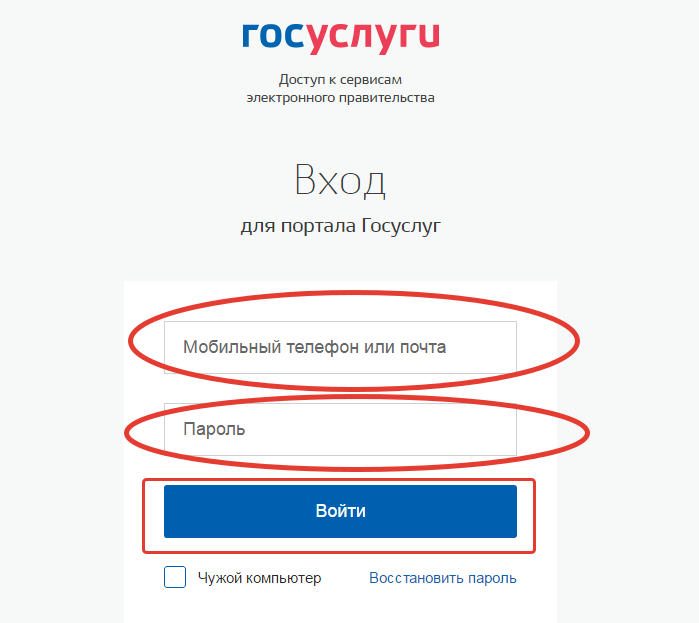 госуслуги
Доступ к сервисам
электронного правительства
Вход
для портала Госуслуг
Мобильный телефон или почта
Пароль
Войти
Чужой компьютер
Восстановить пароль